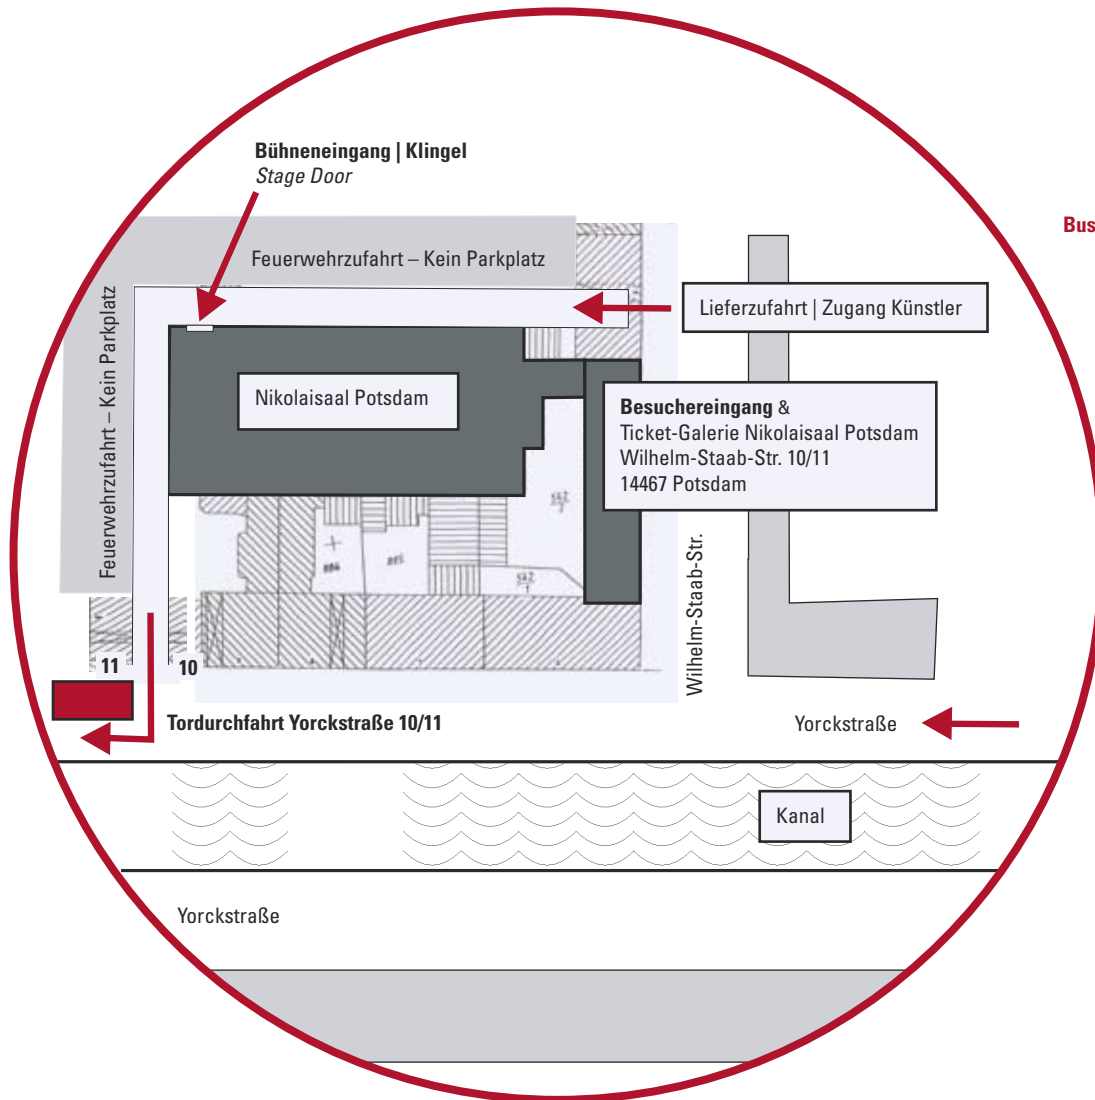 Bühneneingang | Klingel
Stage Door
Bus
Feuerwehrzufahrt – Kein Parkplatz
Feuerwehrzufahrt – Kein Parkplatz
Lieferzufahrt | Zugang Künstler
Nikolaisaal Potsdam
Besuchereingang &
Ticket-Galerie Nikolaisaal Potsdam
Wilhelm-Staab-Str. 10/11
14467 Potsdam
Wilhelm-Staab-Str.
11
10
Tordurchfahrt Yorckstraße 10/11
Yorckstraße
Kanal
Yorckstraße